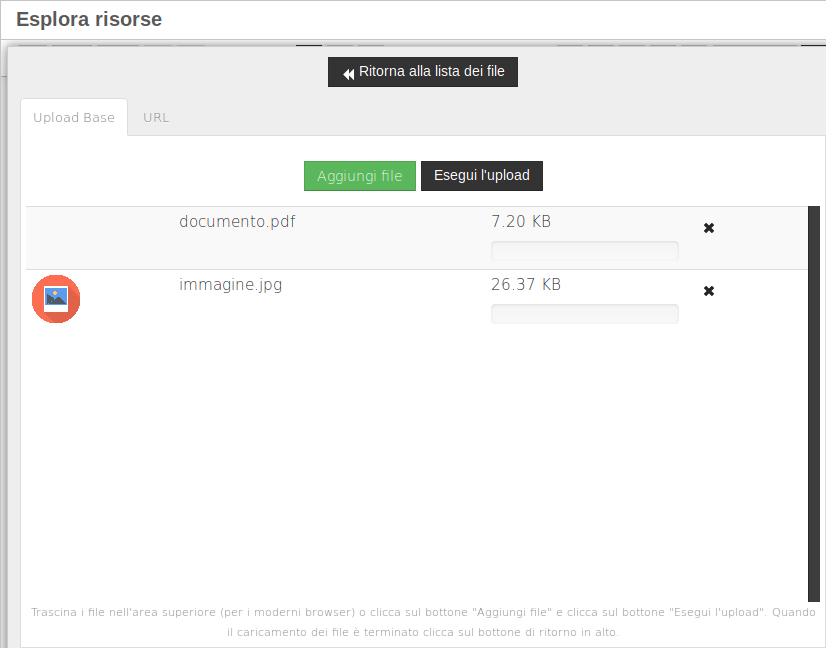 Esplora risorse
Ritorna alla lista dei file
Upload Base URL
Aggiungi file Esegui l'upload
documento.pdf 7.20 KB
immagine.jpg 26.37 KB
Trascina i file nell'area superiore (per i moderni browser) o clicca sul bottone "Aggiungi file" e clicca sul bottone "Esegui l'upload". Quando
il caricamento dei file è terminato clicca sul bottone di ritorno in alto.